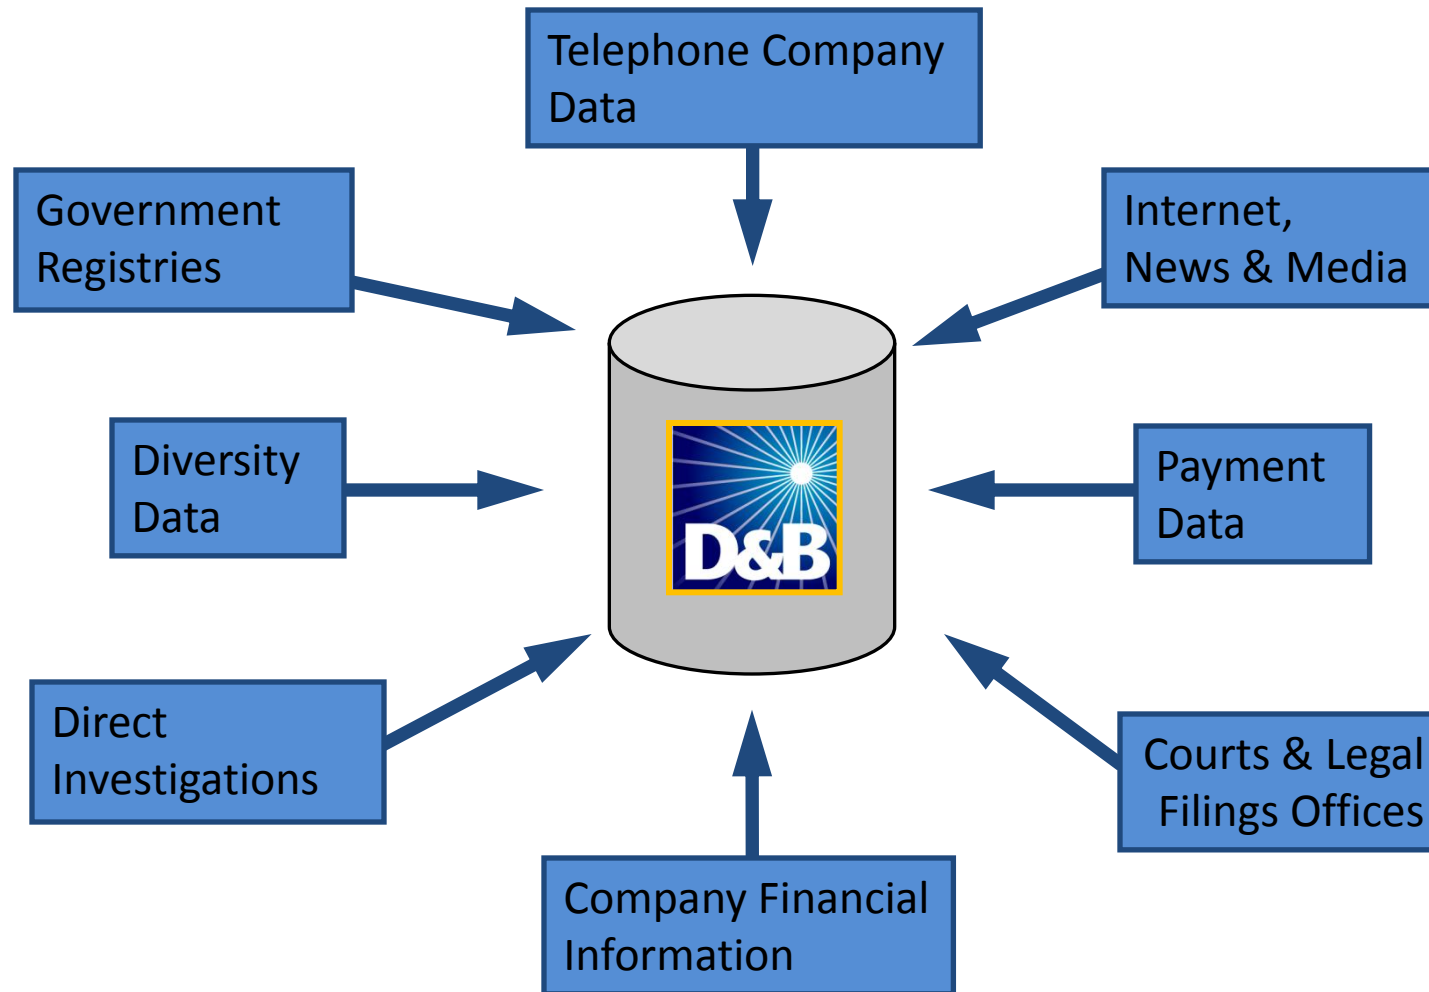 Telephone Company
Data
Government
Registries
Internet,
News & Media
Diversity
Data
D&B
Payment
Data
Direct
Investigations
Courts & Legal
Filings Offices
Company Financial
Information